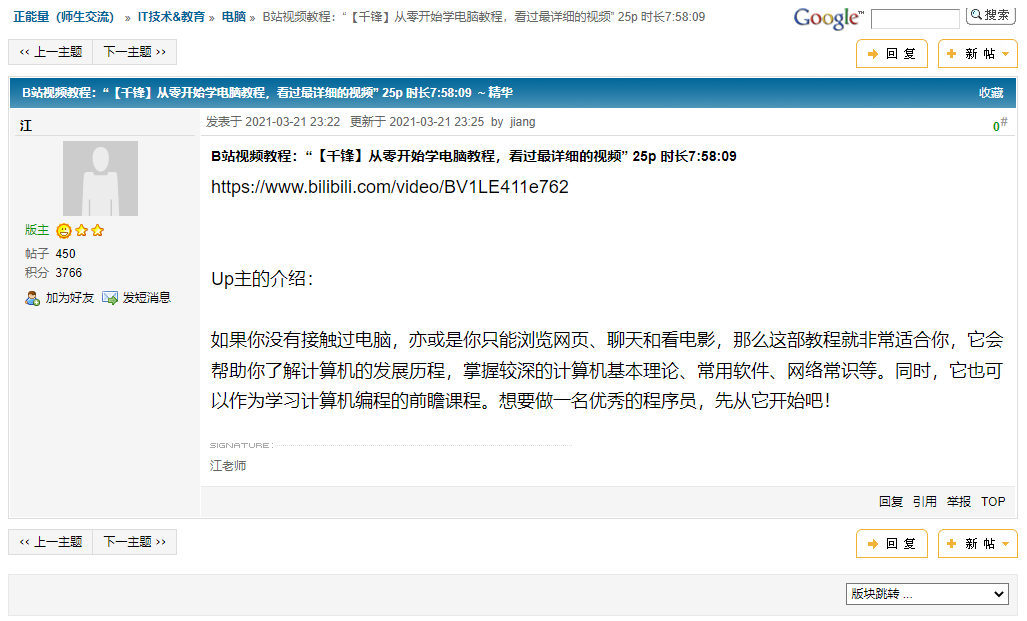 正能量（师生交流） » IT技术&教育 » 电脑 » B站视频教程：“【千锋】从零开始学电脑教程，看过最详细的视频” 25p 时长7:58:09
Google™ 搜索
‹‹ 上一主题 下一主题 ›› 回复 新帖
B站视频教程：“【千锋】从零开始学电脑教程，看过最详细的视频” 25p 时长7:58:09 ~ 精华 收藏
江 发表于 2021-03-21 23:22 更新于 2021-03-21 23:25 by jiang 0#
B站视频教程：“【千锋】从零开始学电脑教程，看过最详细的视频” 25p 时长7:58:09
https://www.bilibili.com/video/BV1LE411e762
版主
帖子 450
积分 3766
加为好友 发短消息
Up主的介绍：
如果你没有接触过电脑，亦或是你只能浏览网页、聊天和看电影，那么这部教程就非常适合你，它会
帮助你了解计算机的发展历程，掌握较深的计算机基本理论、常用软件、网络常识等。同时，它也可
以作为学习计算机编程的前瞻课程。想要做一名优秀的程序员，先从它开始吧！
SIGNATURE:
江老师
回复 引用 举报 TOP
‹‹ 上一主题 下一主题 ›› 回复 新帖
版块跳转 ...